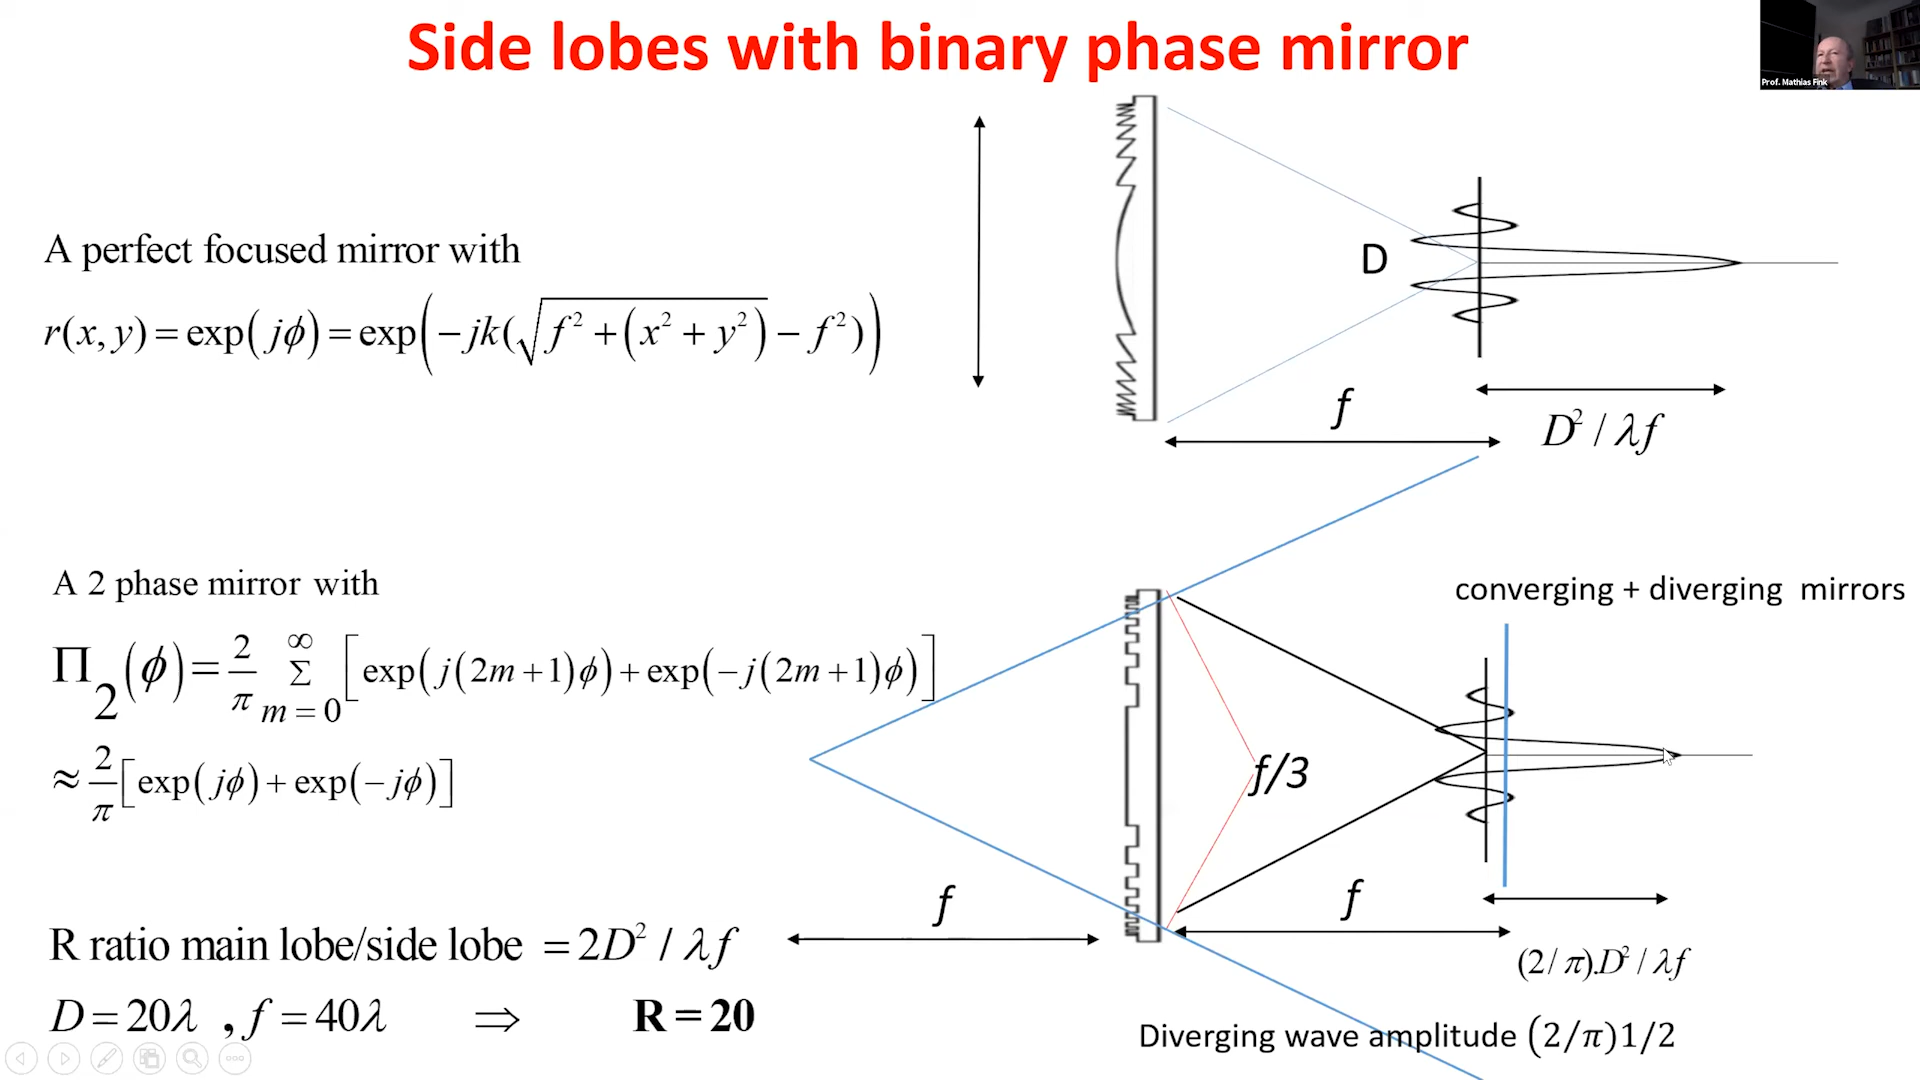 Side lobes with binary phase mirror
Prof. Mathias Fink
A perfect focused mirror with
r(x, y) = exp(jϕ) = exp(−jk(√f² + (x² + y²) − f²))
D
f
D² / λf
A 2 phase mirror with
Π₂(ϕ) = 2/π Σ m = 0 ∞ [exp(j(2m+1)ϕ) + exp(−j(2m+1)ϕ)]
≈ 2/π [exp(jϕ) + exp(−jϕ)]
converging + diverging mirrors
f/3
f
f
R ratio main lobe/side lobe = 2D² / λf
(2/π).D² / λf
D = 20λ , f = 40λ ⇒ R = 20
Diverging wave amplitude (2/π)1/2